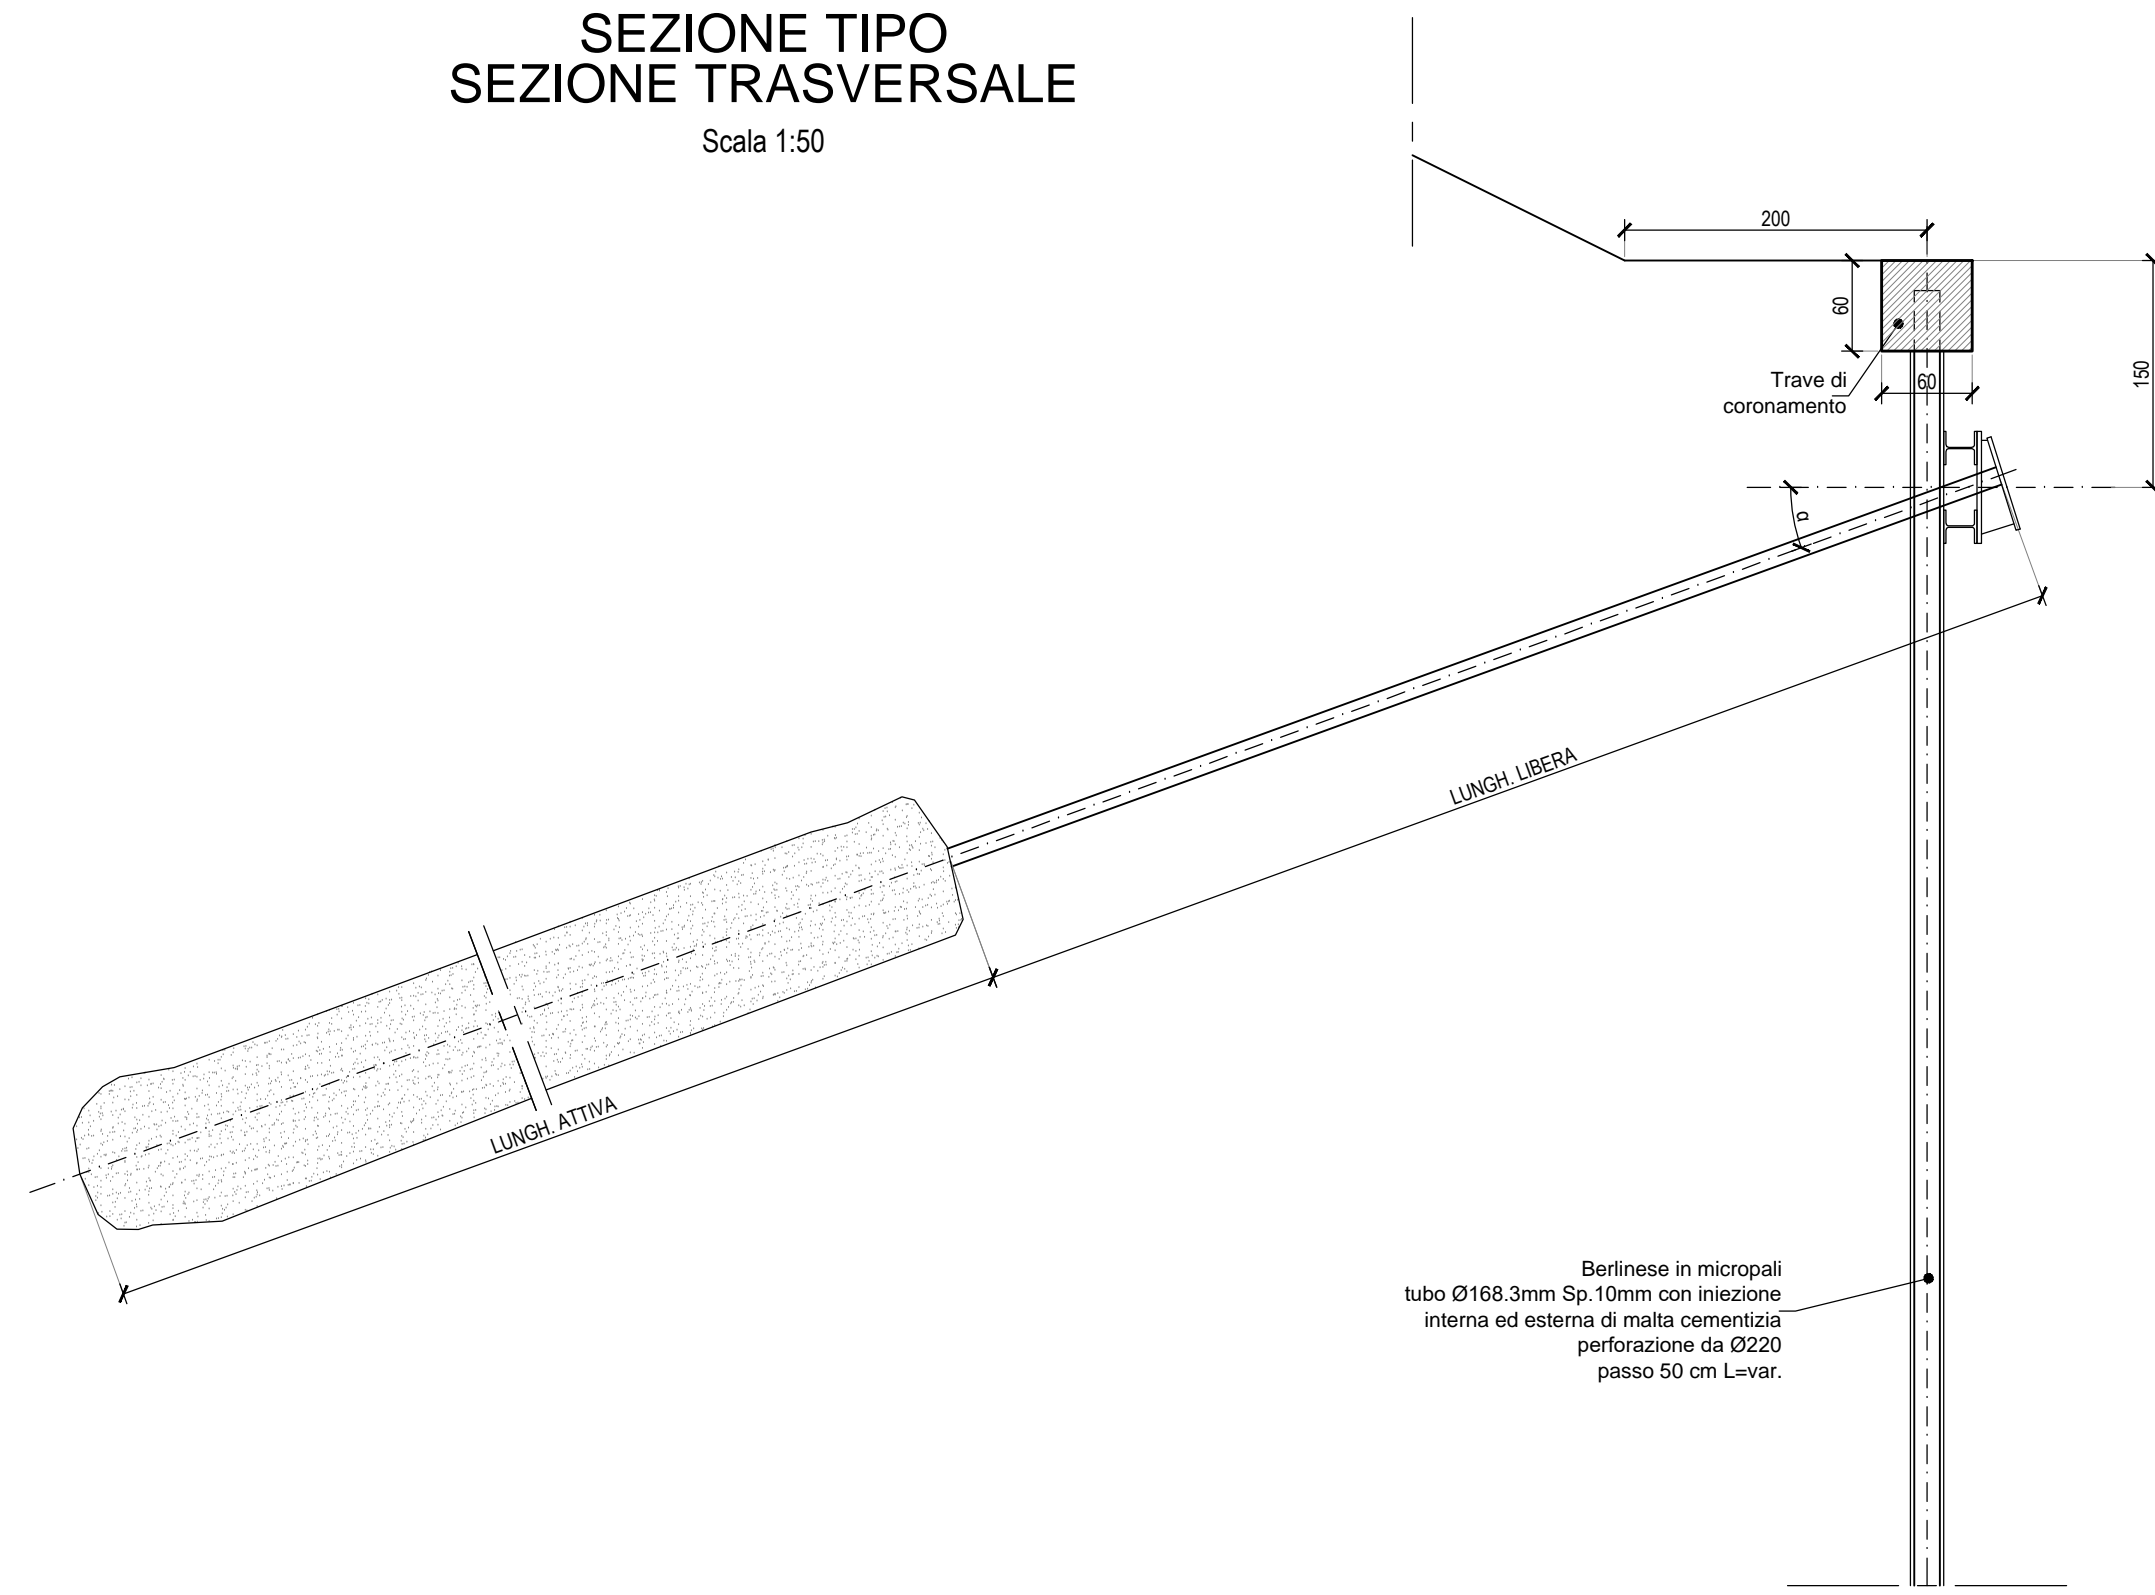 SEZIONE TIPO
SEZIONE TRASVERSALE
Scala 1:50
200
60
150
Trave di
coronamento
60
α
LUNGH. LIBERA
LUNGH. ATTIVA
Berlinese in micropali
tubo Ø168.3mm Sp.10mm con iniezione
interna ed esterna di malta cementizia
perforazione da Ø220
passo 50 cm L=var.